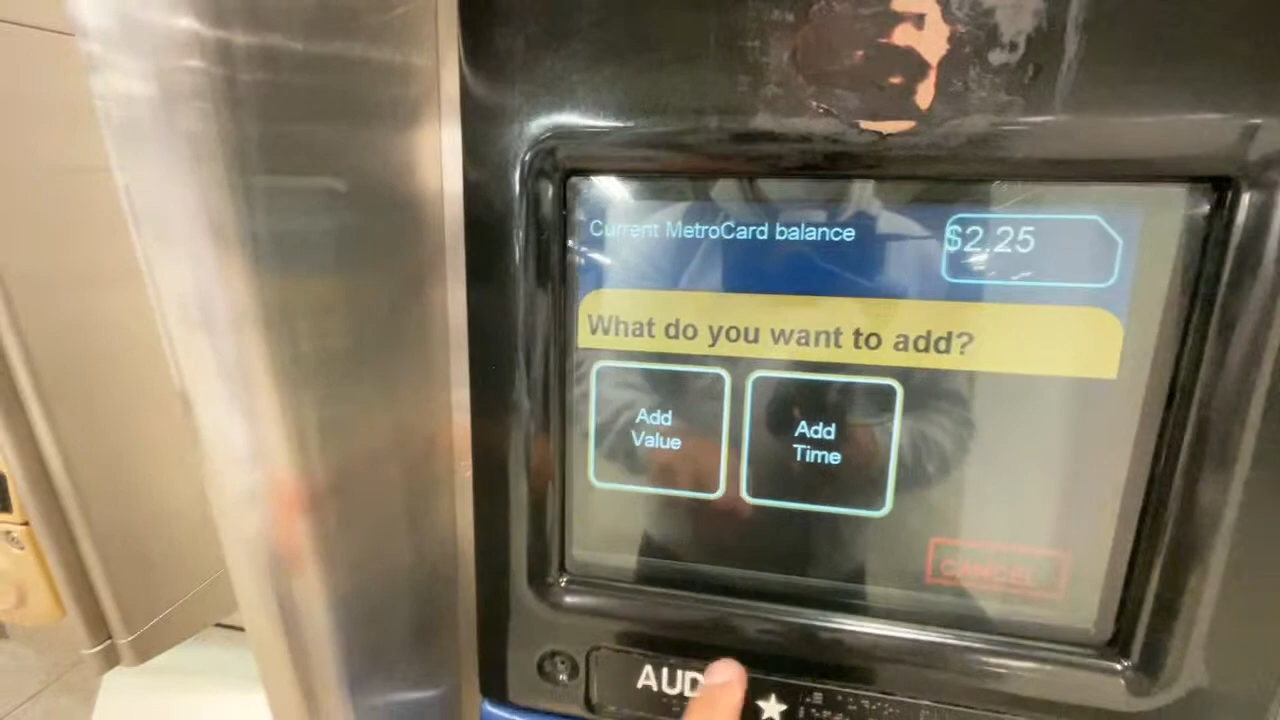 Current MetroCard balance
$2.25
What do you want to add?
Add
Value
Add
Time
CANCEL
AUD